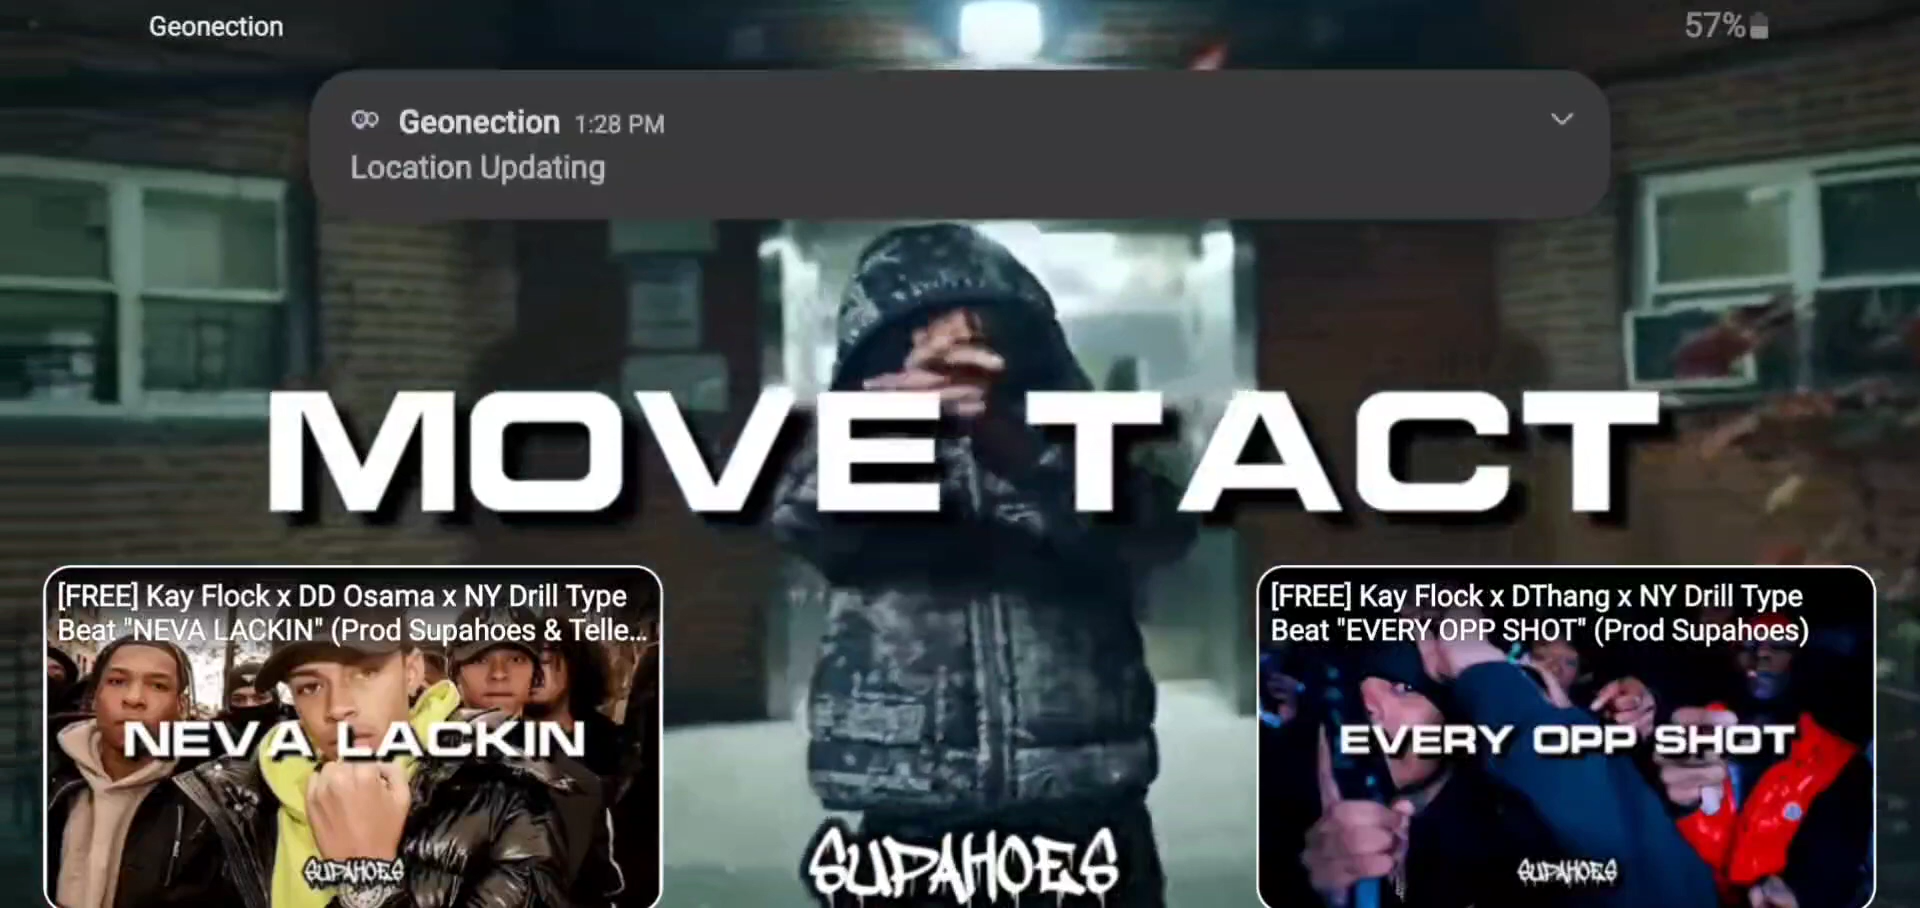 Geonection
57%
Geonection 1:28 PM
Location Updating
MOVE TACT
[FREE] Kay Flock x DD Osama x NY Drill Type
Beat "NEVA LACKIN" (Prod Supahoes & Telle...
NEVA LACKIN
SUPAHOES
SUPAHOES
[FREE] Kay Flock x DThang x NY Drill Type
Beat "EVERY OPP SHOT" (Prod Supahoes)
EVERY OPP SHOT
SUPAHOES